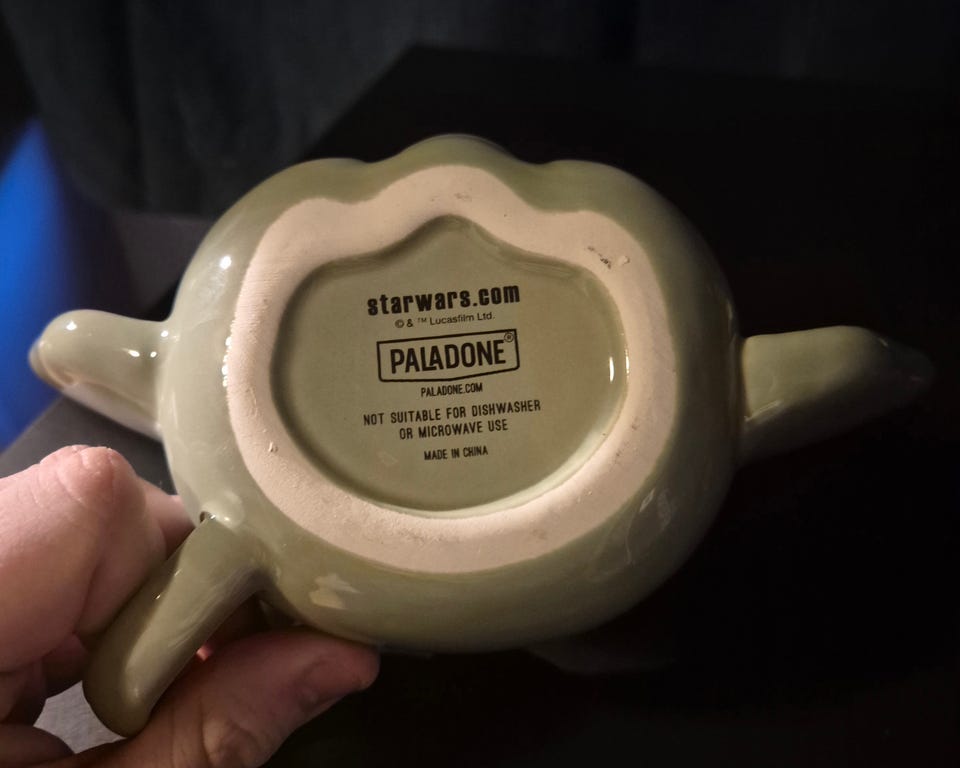 starwars.com
© & ™ Lucasfilm Ltd.
PALADONE®
PALADONE.COM
NOT SUITABLE FOR DISHWASHER
OR MICROWAVE USE
MADE IN CHINA